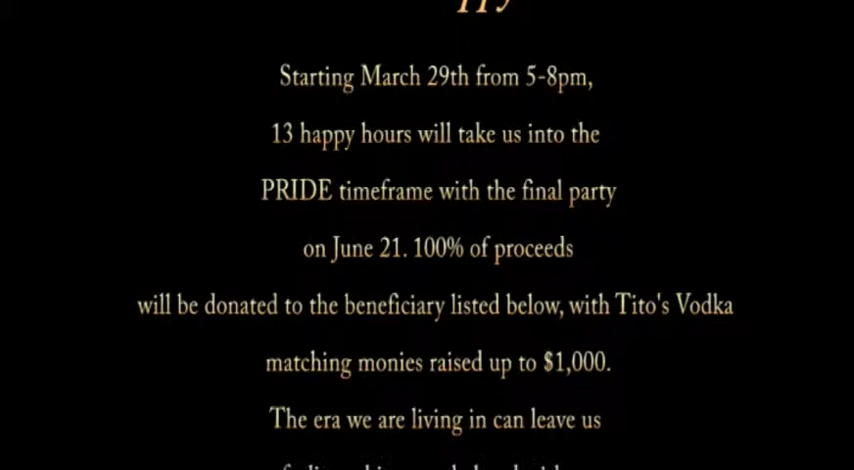 Starting March 29th from 5-8pm,
13 happy hours will take us into the
PRIDE timeframe with the final party
on June 21. 100% of proceeds
will be donated to the beneficiary listed below, with Tito's Vodka
matching monies raised up to $1,000.
The era we are living in can leave us